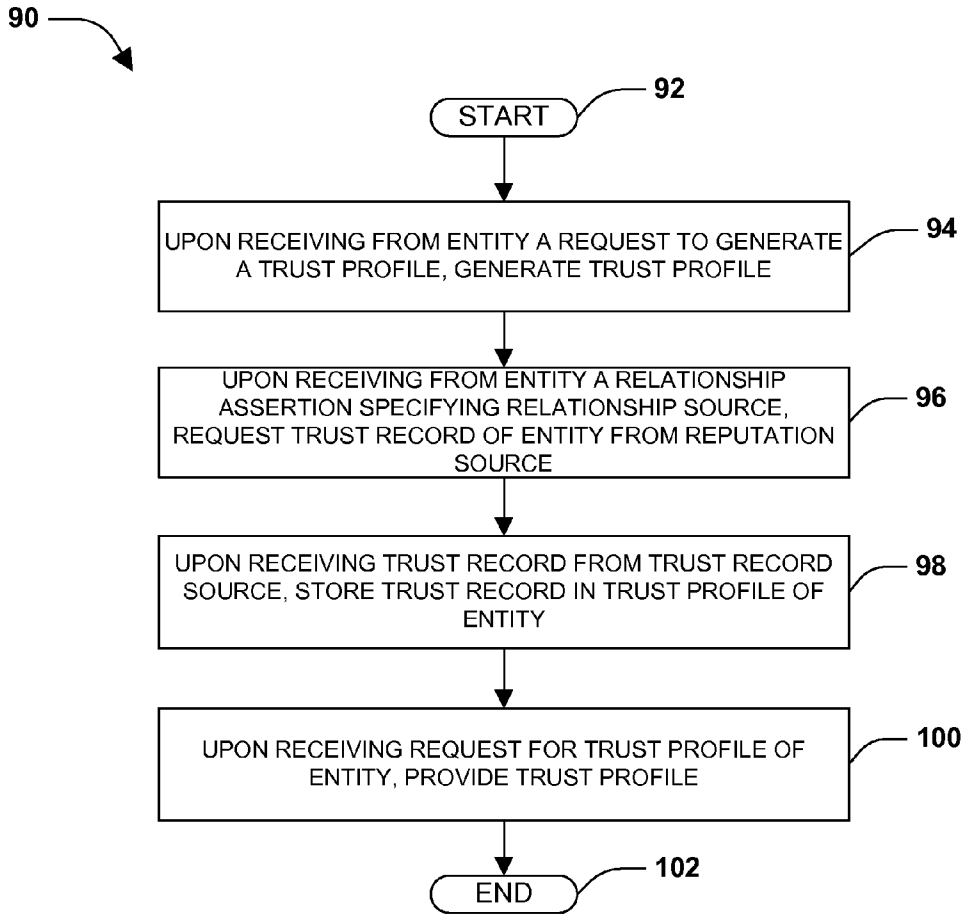 90
START
92
UPON RECEIVING FROM ENTITY A REQUEST TO GENERATE
A TRUST PROFILE, GENERATE TRUST PROFILE
94
UPON RECEIVING FROM ENTITY A RELATIONSHIP
ASSERTION SPECIFYING RELATIONSHIP SOURCE,
REQUEST TRUST RECORD OF ENTITY FROM REPUTATION
SOURCE
96
UPON RECEIVING TRUST RECORD FROM TRUST RECORD
SOURCE, STORE TRUST RECORD IN TRUST PROFILE OF
ENTITY
98
UPON RECEIVING REQUEST FOR TRUST PROFILE OF
ENTITY, PROVIDE TRUST PROFILE
100
END
102